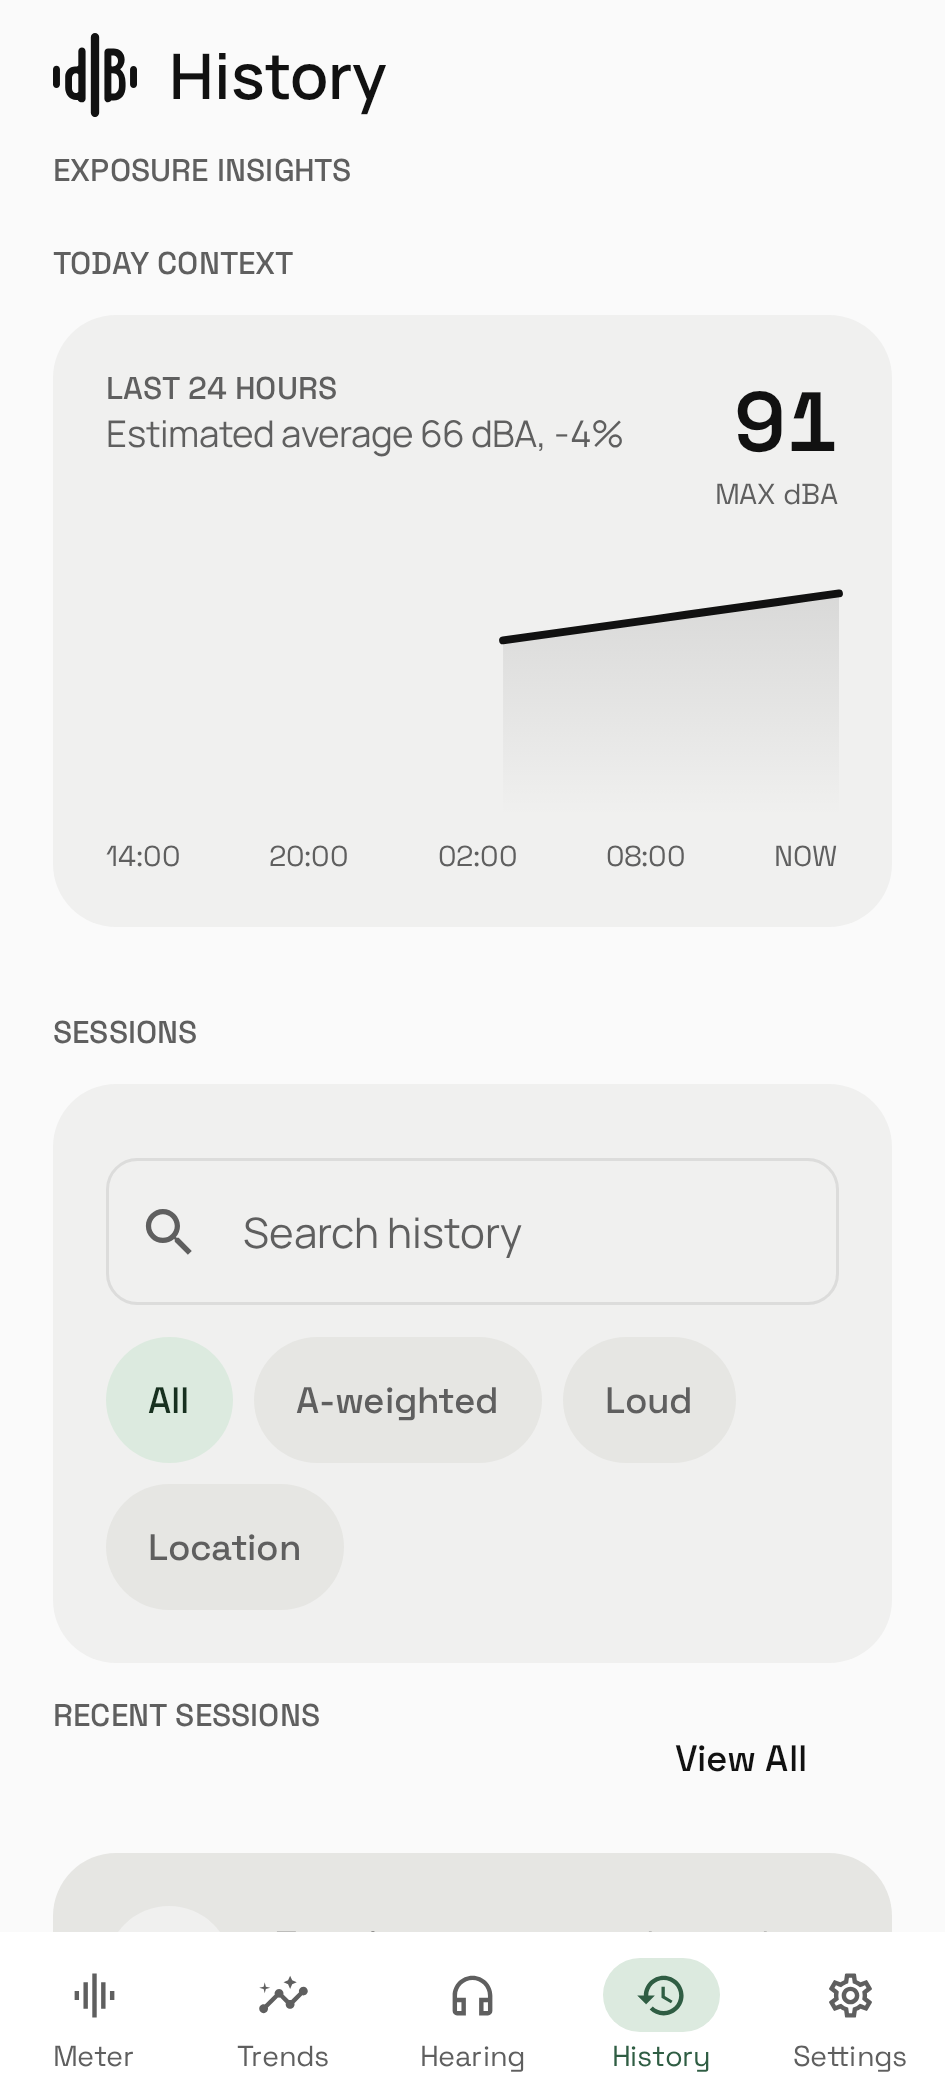 dB History
EXPOSURE INSIGHTS
TODAY CONTEXT
LAST 24 HOURS
Estimated average 66 dBA, -4%
91
MAX dBA
14:00 20:00 02:00 08:00 NOW
SESSIONS
Search history
All A-weighted Loud
Location
RECENT SESSIONS
View All
Meter Trends Hearing History Settings